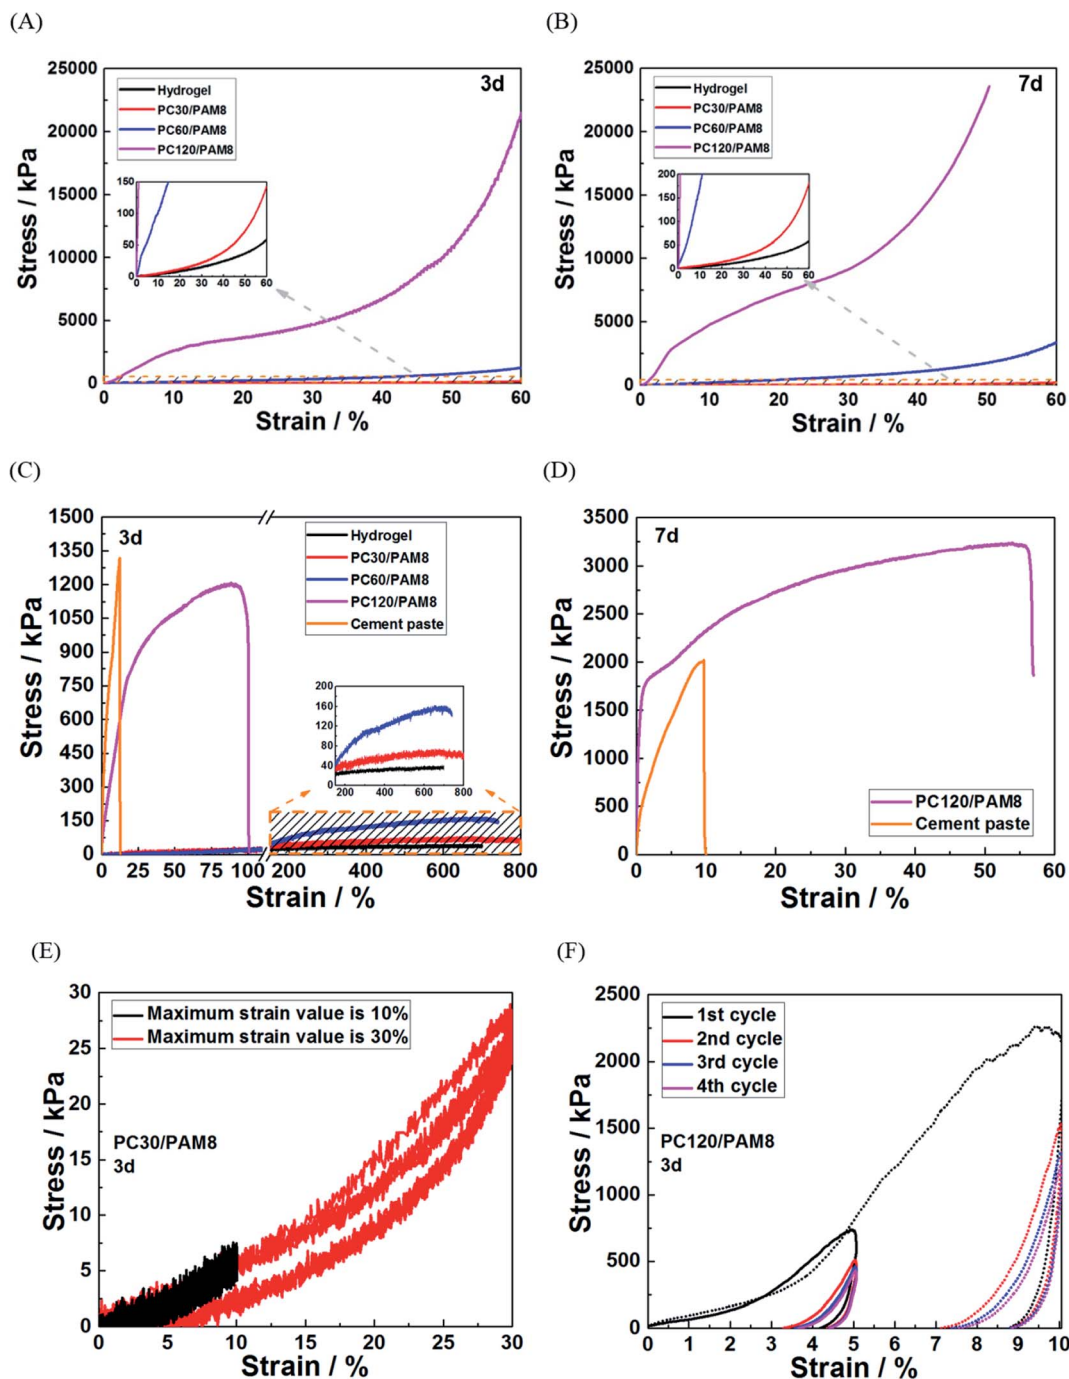 (A)
25000
20000
15000
10000
5000
0
Stress / kPa
Hydrogel
PC30/PAM8
PC60/PAM8
PC120/PAM8
3d
150
100
50
0
0 10 20 30 40 50 60
0 10 20 30 40 50 60
Strain / %
(B)
25000
20000
15000
10000
5000
0
Stress / kPa
Hydrogel
PC30/PAM8
PC60/PAM8
PC120/PAM8
7d
200
150
100
50
0
0 10 20 30 40 50 60
0 10 20 30 40 50 60
Strain / %
(C)
1500
1350
1200
1050
900
750
600
450
300
150
0
Stress / kPa
3d
Hydrogel
PC30/PAM8
PC60/PAM8
PC120/PAM8
Cement paste
200
160
120
80
40
0
200 400 600 800
0 25 50 75 100 200 400 600 800
Strain / %
(D)
3500
3000
2500
2000
1500
1000
500
0
Stress / kPa
7d
PC120/PAM8
Cement paste
0 10 20 30 40 50 60
Strain / %
(E)
30
25
20
15
10
5
0
Stress / kPa
Maximum strain value is 10%
Maximum strain value is 30%
PC30/PAM8
3d
0 5 10 15 20 25 30
Strain / %
(F)
2500
2000
1500
1000
500
0
Stress / kPa
1st cycle
2nd cycle
3rd cycle
4th cycle
PC120/PAM8
3d
0 1 2 3 4 5 6 7 8 9 10
Strain / %